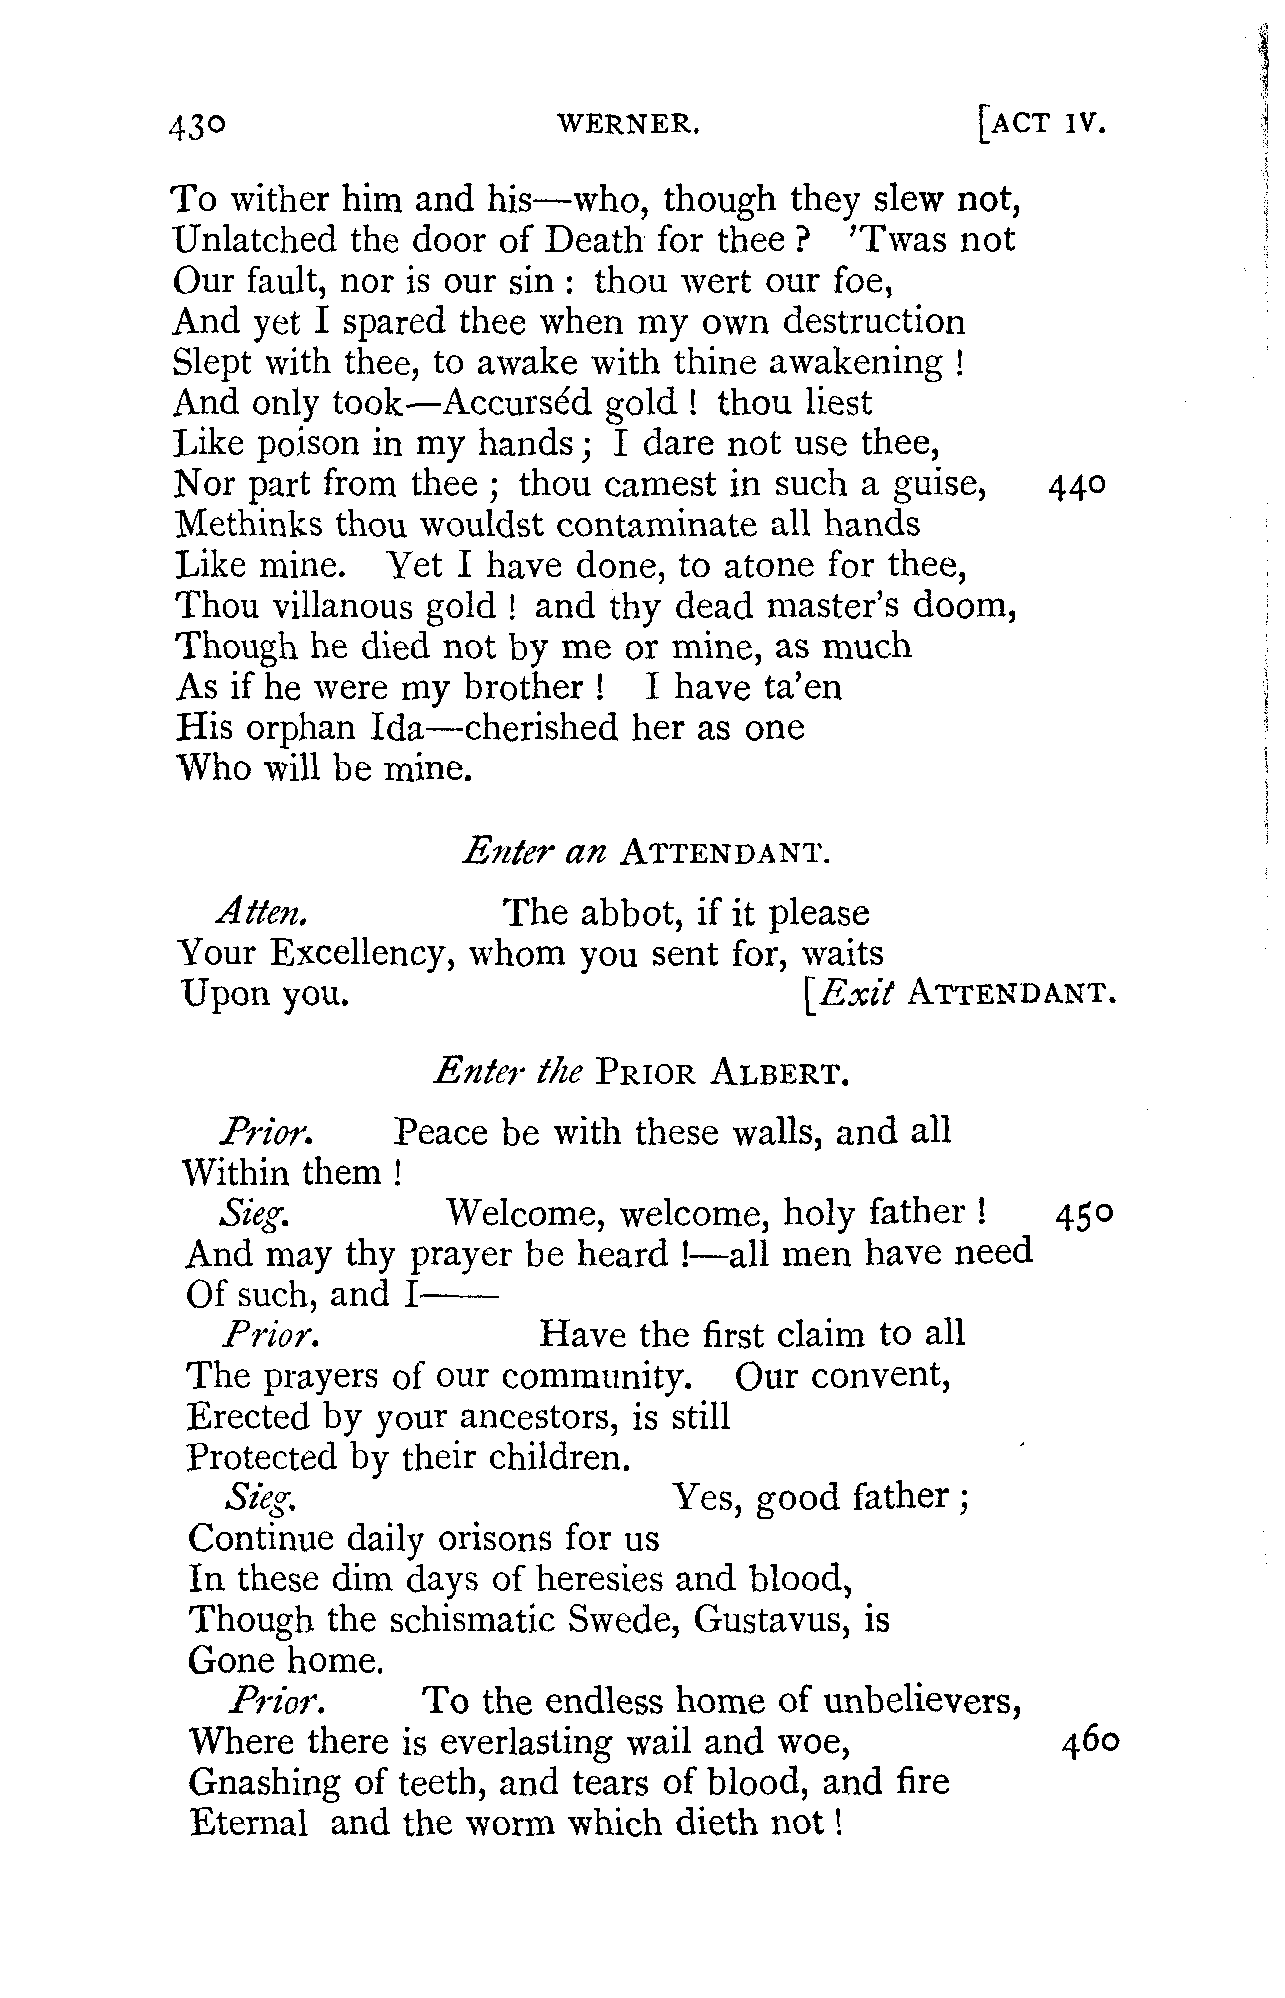 430 WERNER. [ACT IV.
To wither him and his—who, though they slew not,
Unlatched the door of Death for thee ? 'Twas not
Our fault, nor is our sin : thou wert our foe,
And yet I spared thee when my own destruction
Slept with thee, to awake with thine awakening !
And only took—Accurséd gold ! thou liest
Like poison in my hands ; I dare not use thee,
Nor part from thee ; thou camest in such a guise, 440
Methinks thou wouldst contaminate all hands
Like mine. Yet I have done, to atone for thee,
Thou villanous gold ! and thy dead master's doom,
Though he died not by me or mine, as much
As if he were my brother ! I have ta'en
His orphan Ida—cherished her as one
Who will be mine.
Enter an ATTENDANT.
Atten. The abbot, if it please
Your Excellency, whom you sent for, waits
Upon you. [Exit ATTENDANT.
Enter the PRIOR ALBERT.
Prior. Peace be with these walls, and all
Within them !
Sieg. Welcome, welcome, holy father ! 450
And may thy prayer be heard !—all men have need
Of such, and I——
Prior. Have the first claim to all
The prayers of our community. Our convent,
Erected by your ancestors, is still
Protected by their children.
Sieg. Yes, good father ;
Continue daily orisons for us
In these dim days of heresies and blood,
Though the schismatic Swede, Gustavus, is
Gone home.
Prior. To the endless home of unbelievers,
Where there is everlasting wail and woe, 460
Gnashing of teeth, and tears of blood, and fire
Eternal and the worm which dieth not !